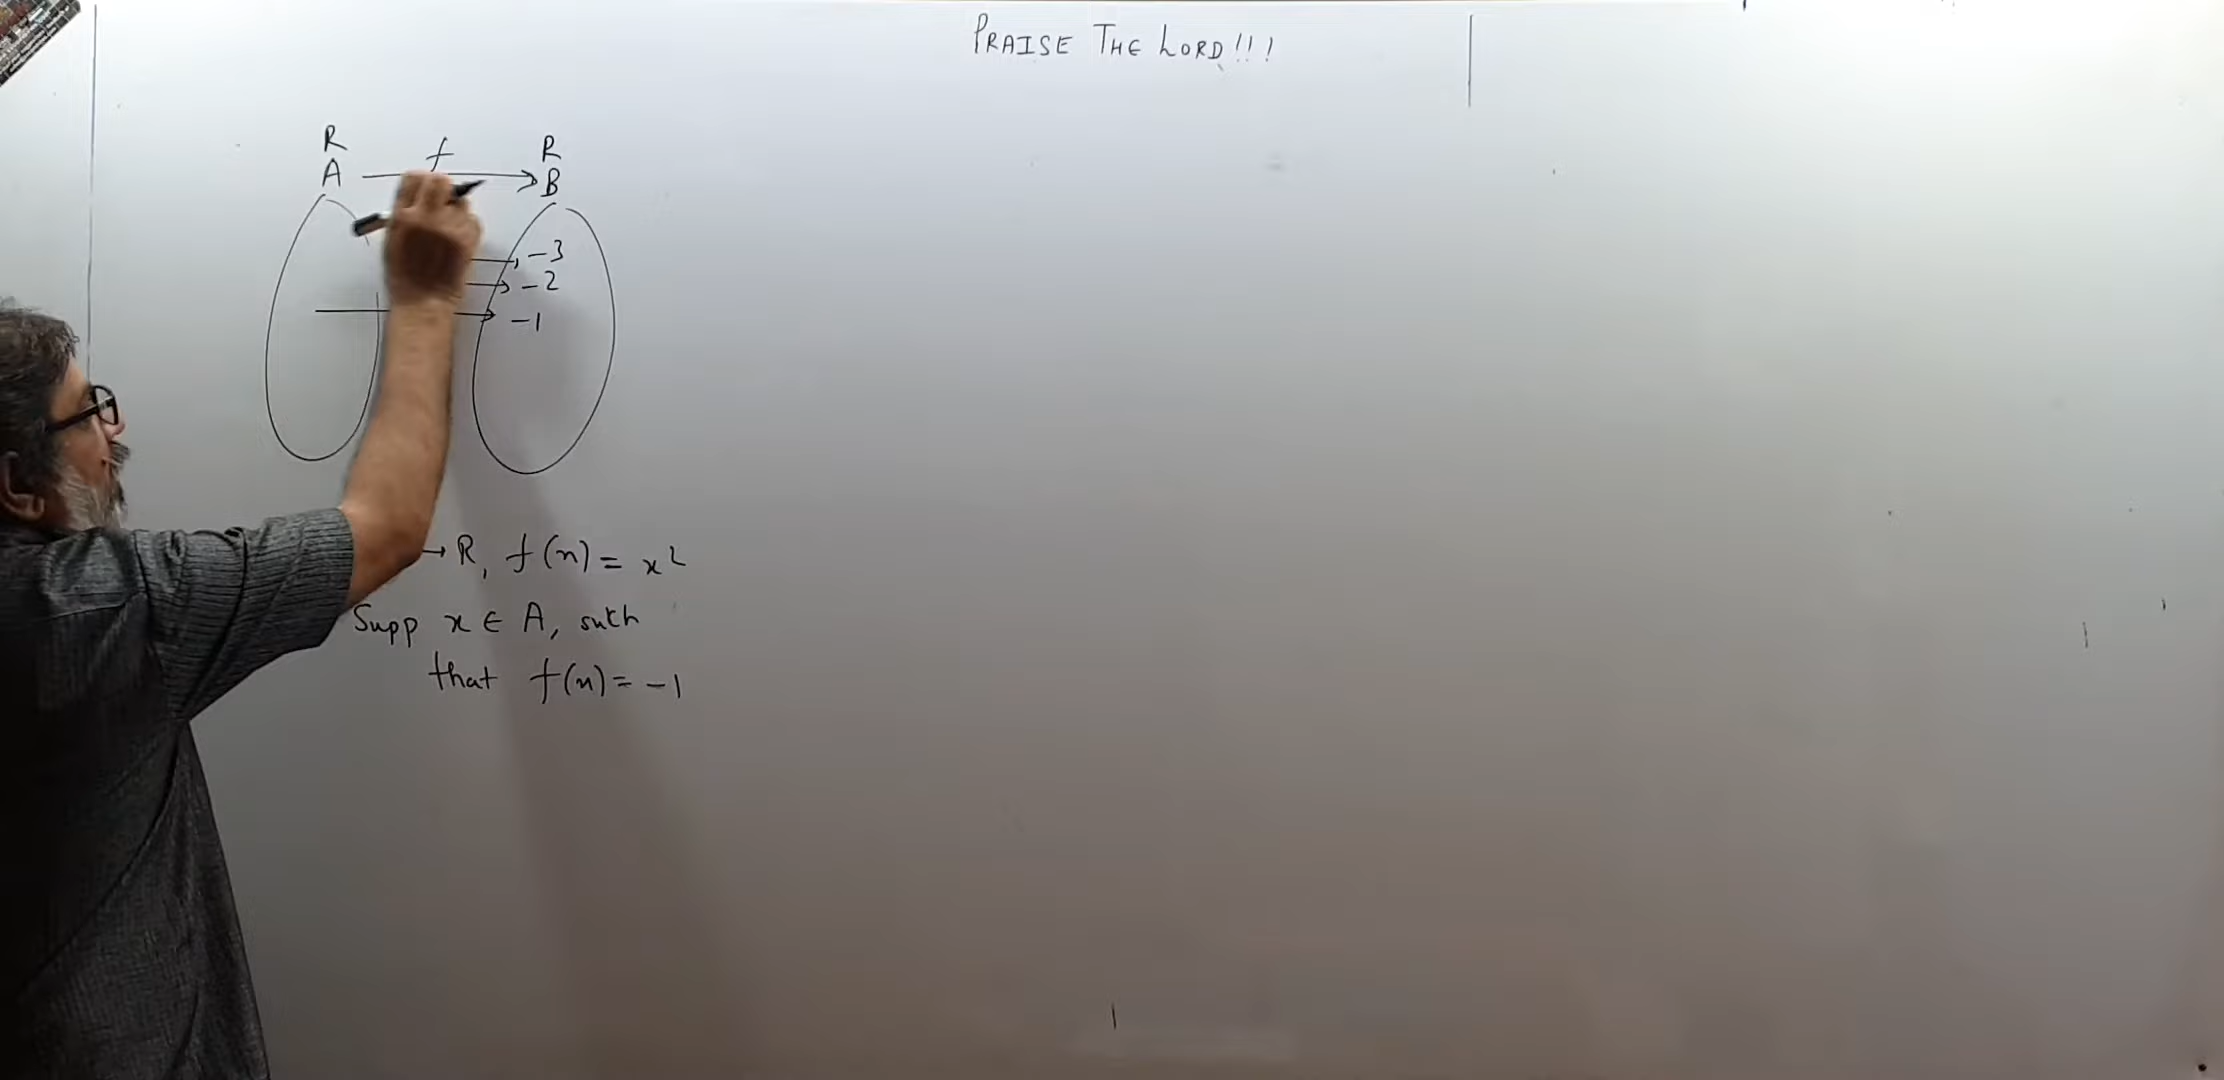 PRAISE THE LORD!!!
R f R
A → B
-3
-2
-1
→ R, f(x) = x²
Supp x ∈ A, such
that f(x) = -1